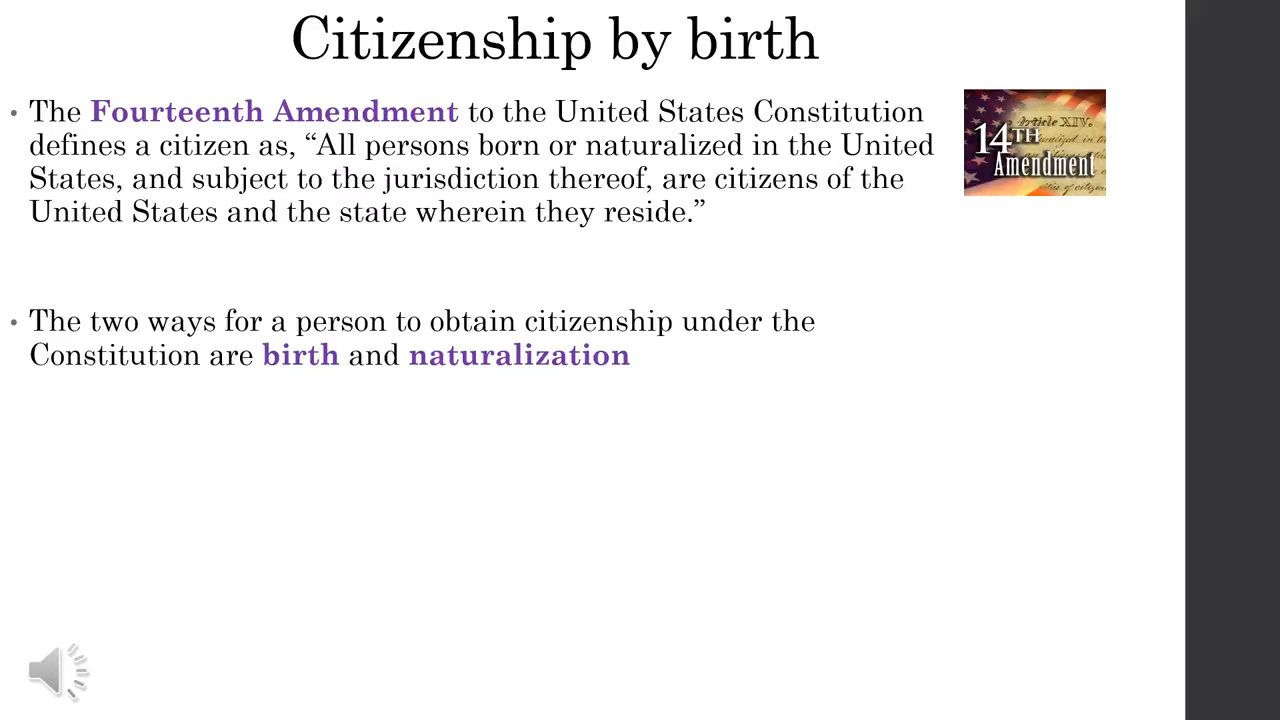 Citizenship by birth
• The Fourteenth Amendment to the United States Constitution
defines a citizen as, “All persons born or naturalized in the United
States, and subject to the jurisdiction thereof, are citizens of the
United States and the state wherein they reside.”
Article XIV.
14TH
Amendment
• The two ways for a person to obtain citizenship under the
Constitution are birth and naturalization